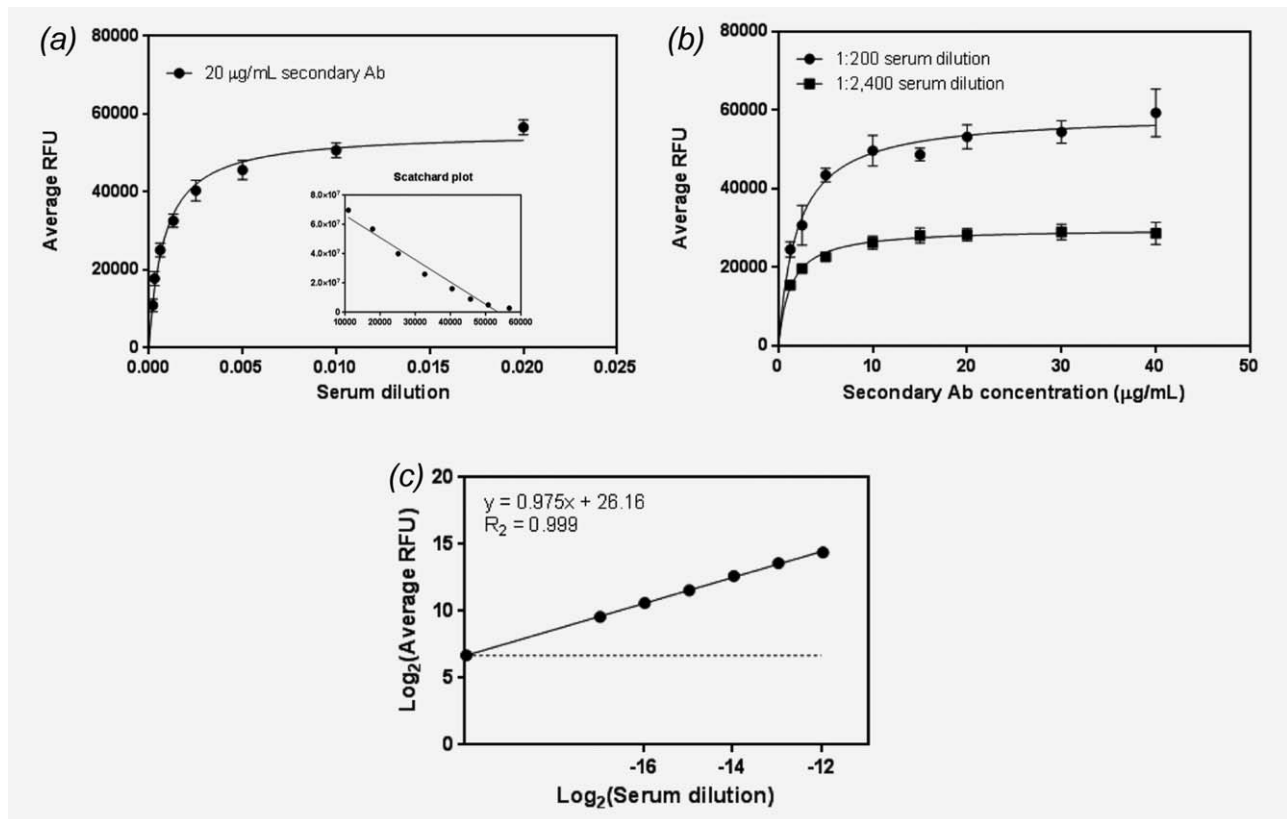 (a)
80000
60000
40000
20000
0
Average RFU
20 µg/mL secondary Ab
Scatchard plot
8.0×10⁷
6.0×10⁷
4.0×10⁷
2.0×10⁷
0
10000 20000 30000 40000 50000 60000
0.000 0.005 0.010 0.015 0.020 0.025
Serum dilution
(b)
80000
60000
40000
20000
0
Average RFU
1:200 serum dilution
1:2,400 serum dilution
0 10 20 30 40 50
Secondary Ab concentration (µg/mL)
(c)
20
15
10
5
0
Log₂(Average RFU)
y = 0.975x + 26.16
R₂ = 0.999
-16 -14 -12
Log₂(Serum dilution)